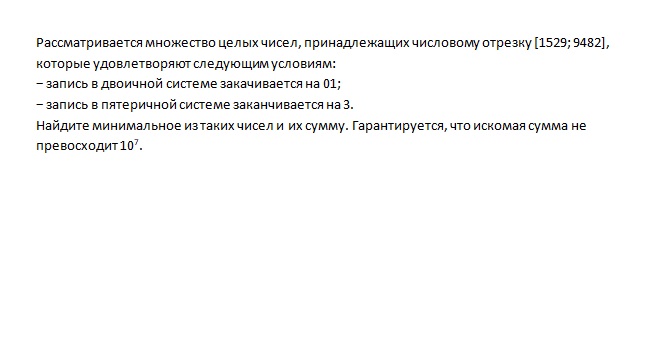 Рассматривается множество целых чисел, принадлежащих числовому отрезку [1529; 9482],
которые удовлетворяют следующим условиям:
− запись в двоичной системе закачивается на 01;
− запись в пятеричной системе заканчивается на 3.
Найдите минимальное из таких чисел и их сумму. Гарантируется, что искомая сумма не
превосходит 10⁷.